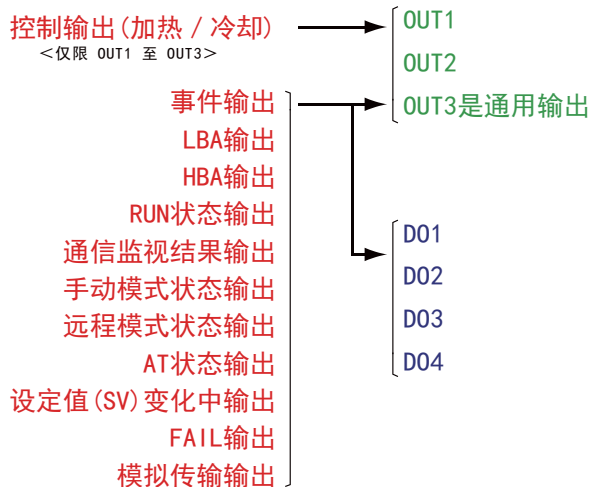 控制输出(加热 / 冷却)
＜仅限 OUT1 至 OUT3＞
事件输出
LBA输出
HBA输出
RUN状态输出
通信监视结果输出
手动模式状态输出
远程模式状态输出
AT状态输出
设定值(SV)变化中输出
FAIL输出
模拟传输输出
OUT1
OUT2
OUT3是通用输出
DO1
DO2
DO3
DO4